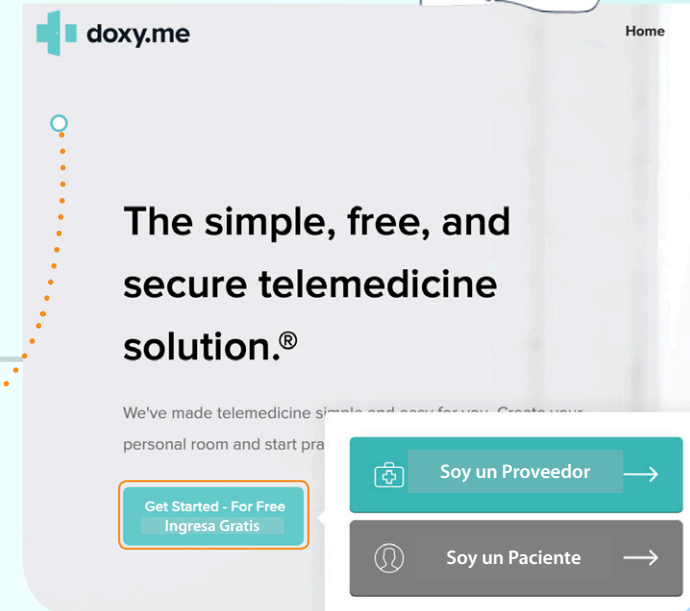 doxy.me
Home
The simple, free, and
secure telemedicine
solution.®
We've made telemedicine simple and easy for you. Create your
personal room and start pra
Get Started - For Free
Ingresa Gratis
Soy un Proveedor
Soy un Paciente